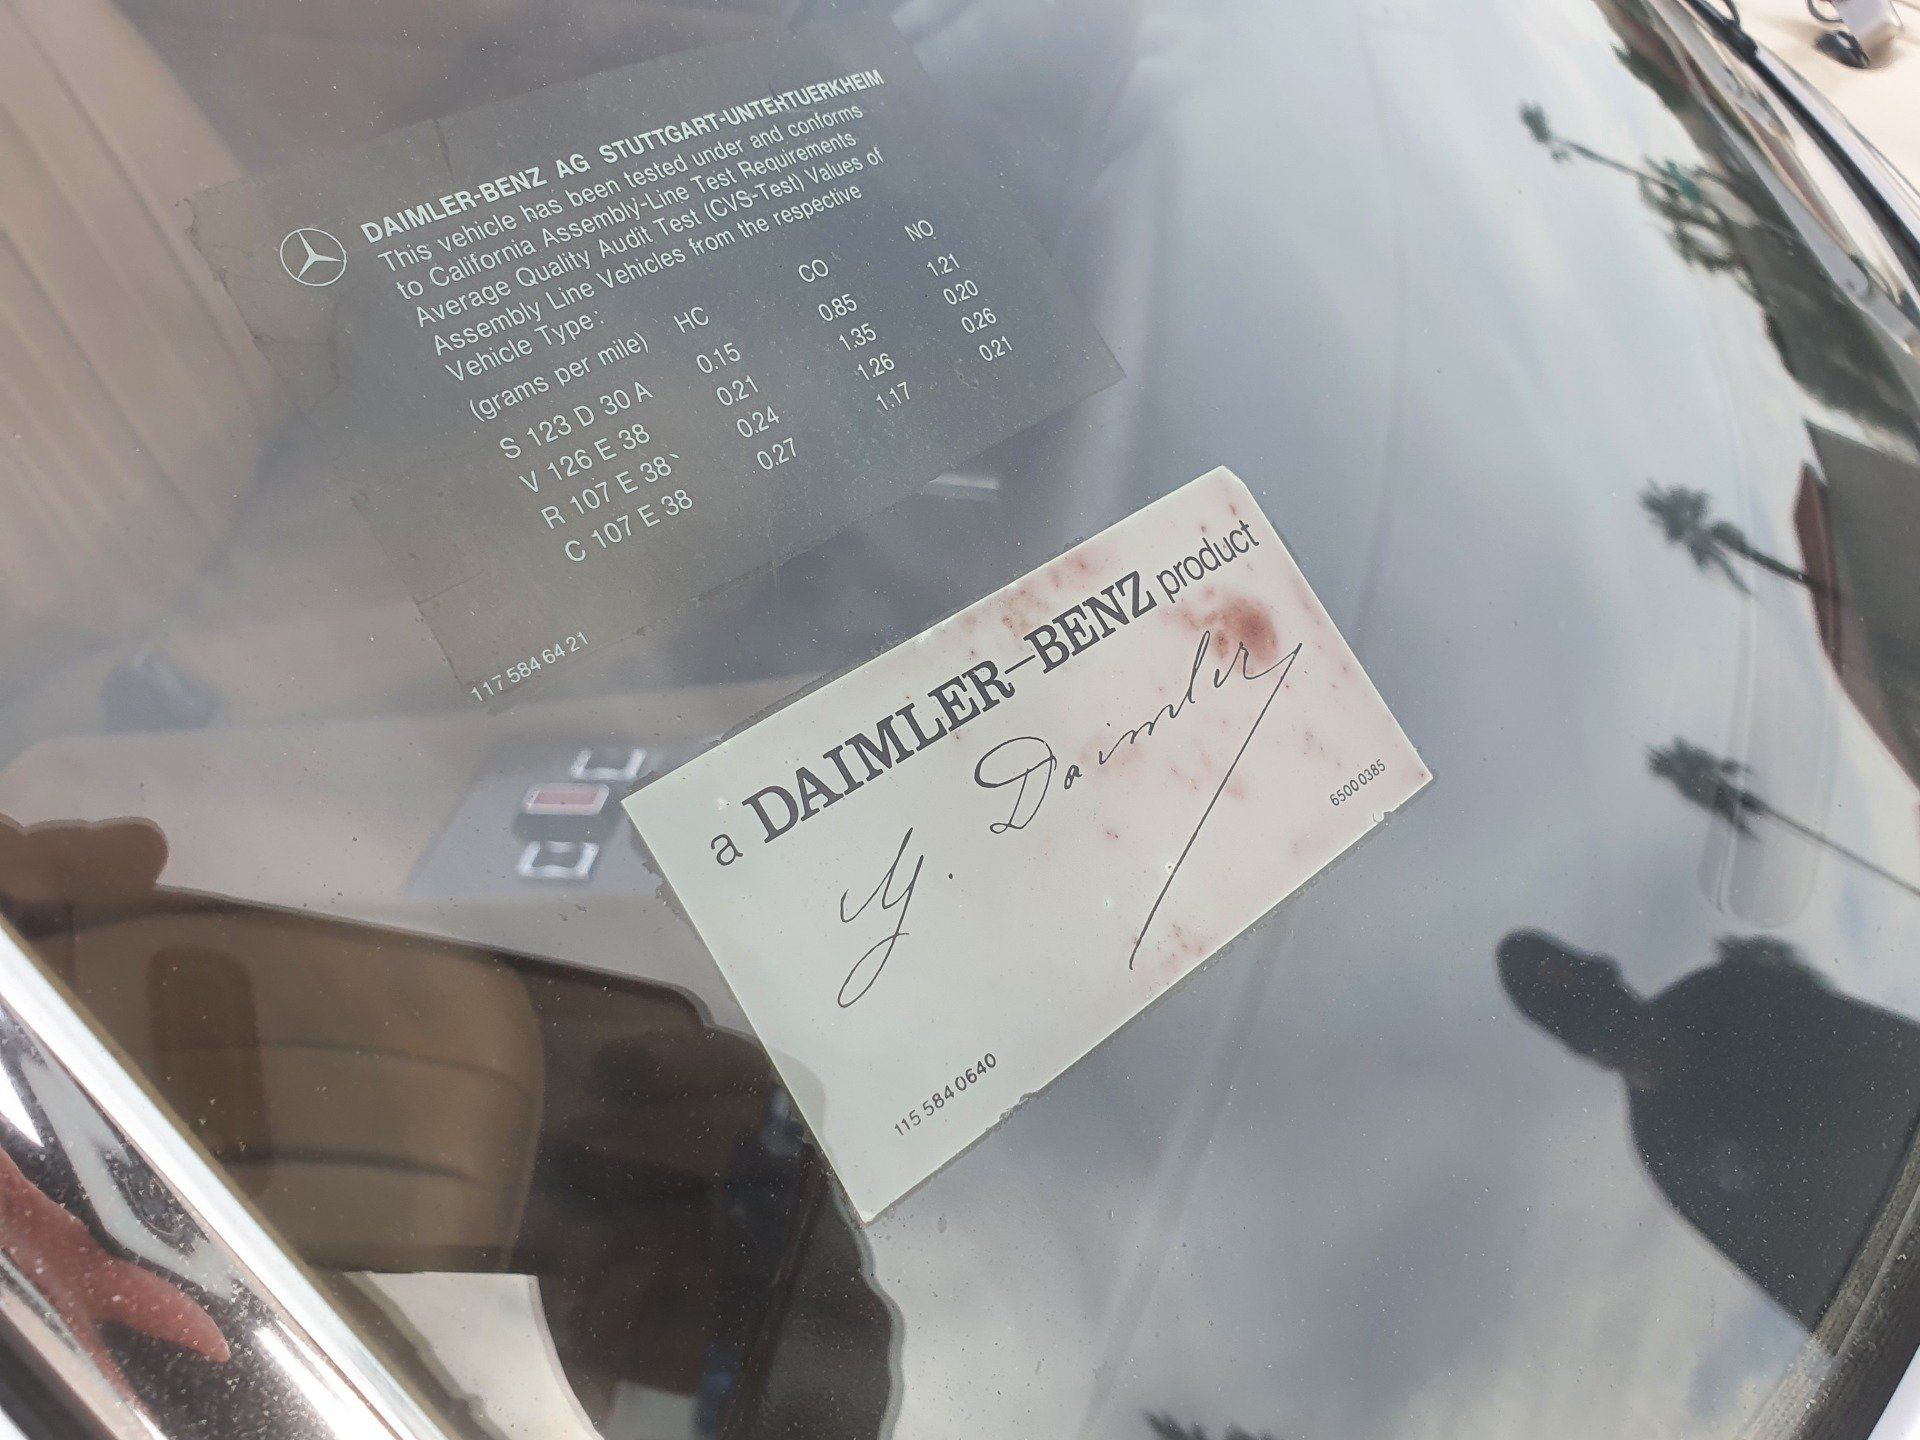 DAIMLER-BENZ AG STUTTGART-UNTERTUERKHEIM
This vehicle has been tested under and conforms
to California Assembly-Line Test Requirements
Average Quality Audit Test (CVS-Test) Values of
Assembly Line Vehicles from the respective
Vehicle Type:
(grams per mile) HC CO NO
S 123 D 30 A 0.15 0.85 1.21
V 126 E 38 0.21 1.35 0.20
R 107 E 38 0.24 1.26 0.26
C 107 E 38 0.27 1.17 0.21
117 584 64 21
a DAIMLER-BENZ product
G. Daimler
65000385
115 584 0640